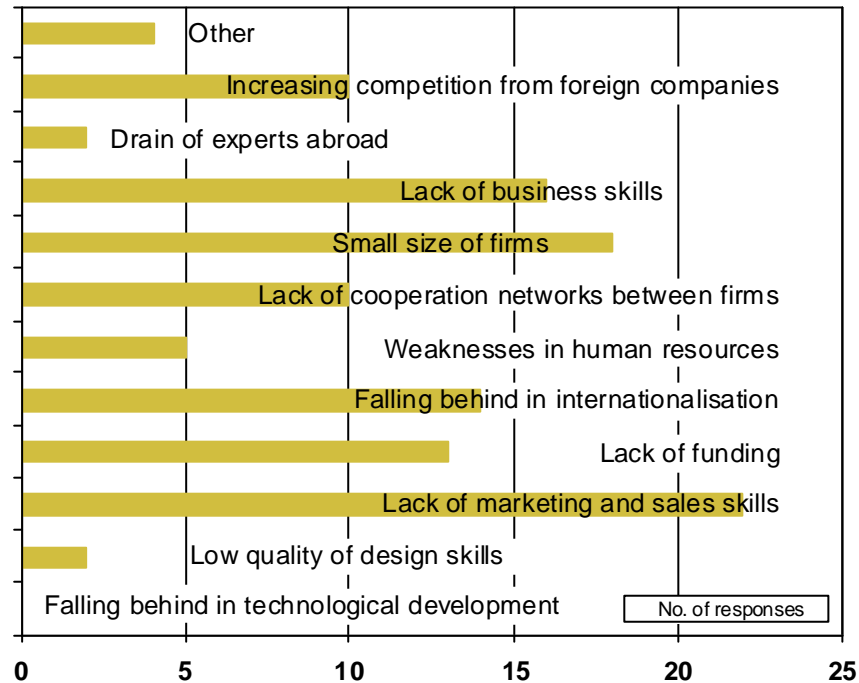 Other
Increasing competition from foreign companies
Drain of experts abroad
Lack of business skills
Small size of firms
Lack of cooperation networks between firms
Weaknesses in human resources
Falling behind in internationalisation
Lack of funding
Lack of marketing and sales skills
Low quality of design skills
Falling behind in technological development
No. of responses
0 5 10 15 20 25